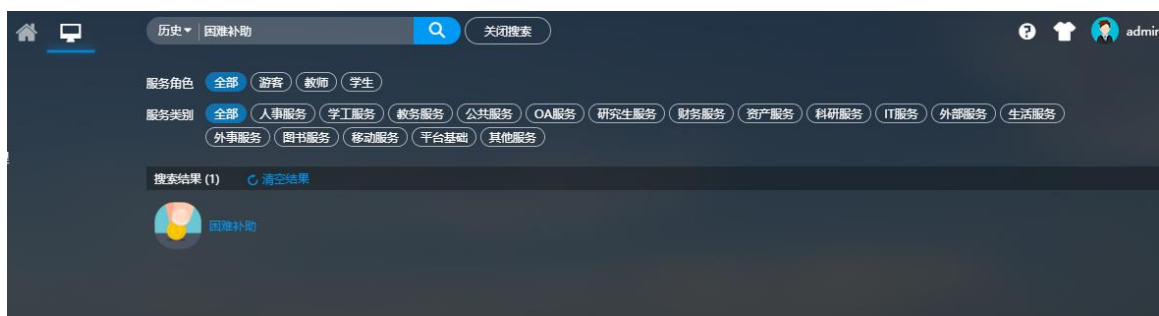 历史 困难补助 关闭搜索 admin
服务角色 全部 游客 教师 学生
服务类别 全部 人事服务 学工服务 教务服务 公共服务 OA服务 研究生服务 财务服务 资产服务 科研服务 IT服务 外部服务 生活服务
外事服务 图书服务 移动服务 平台基础 其他服务
搜索结果 (1) 清空结果
困难补助